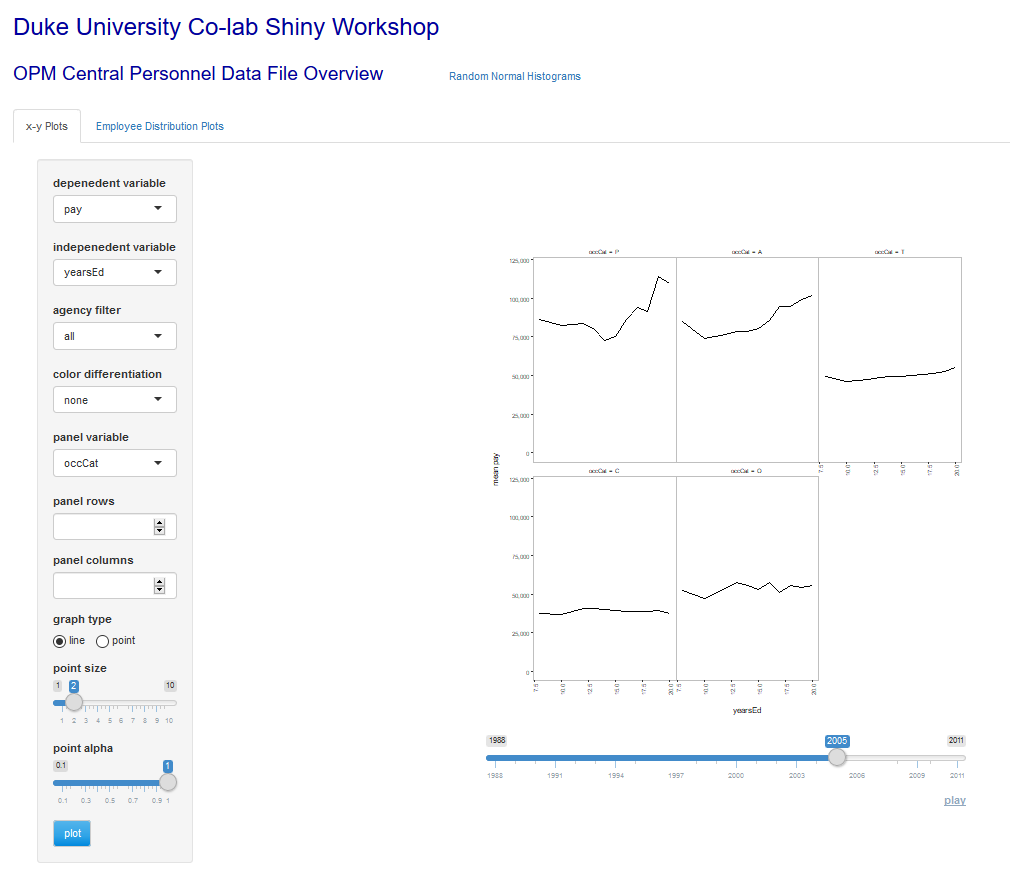 Duke University Co-lab Shiny Workshop
OPM Central Personnel Data File Overview
Random Normal Histograms
x-y Plots
Employee Distribution Plots
depenedent variable
pay
indepenedent variable
yearsEd
agency filter
all
color differentiation
none
panel variable
occCat
panel rows
panel columns
graph type
line point
point size
1 2 10
1 2 3 4 5 6 7 8 9 10
point alpha
0.1 1
0.1 0.3 0.5 0.7 0.9 1
plot
occCat = P
occCat = A
occCat = T
125,000
100,000
75,000
50,000
25,000
0
7.5 10.0 12.5 15.0 17.5 20.0
mean pay
occCat = C
occCat = O
125,000
100,000
75,000
50,000
25,000
0
7.5 10.0 12.5 15.0 17.5 20.0
7.5 10.0 12.5 15.0 17.5 20.0
yearsEd
1988 2005 2011
1988 1991 1994 1997 2000 2003 2006 2009 2011
play